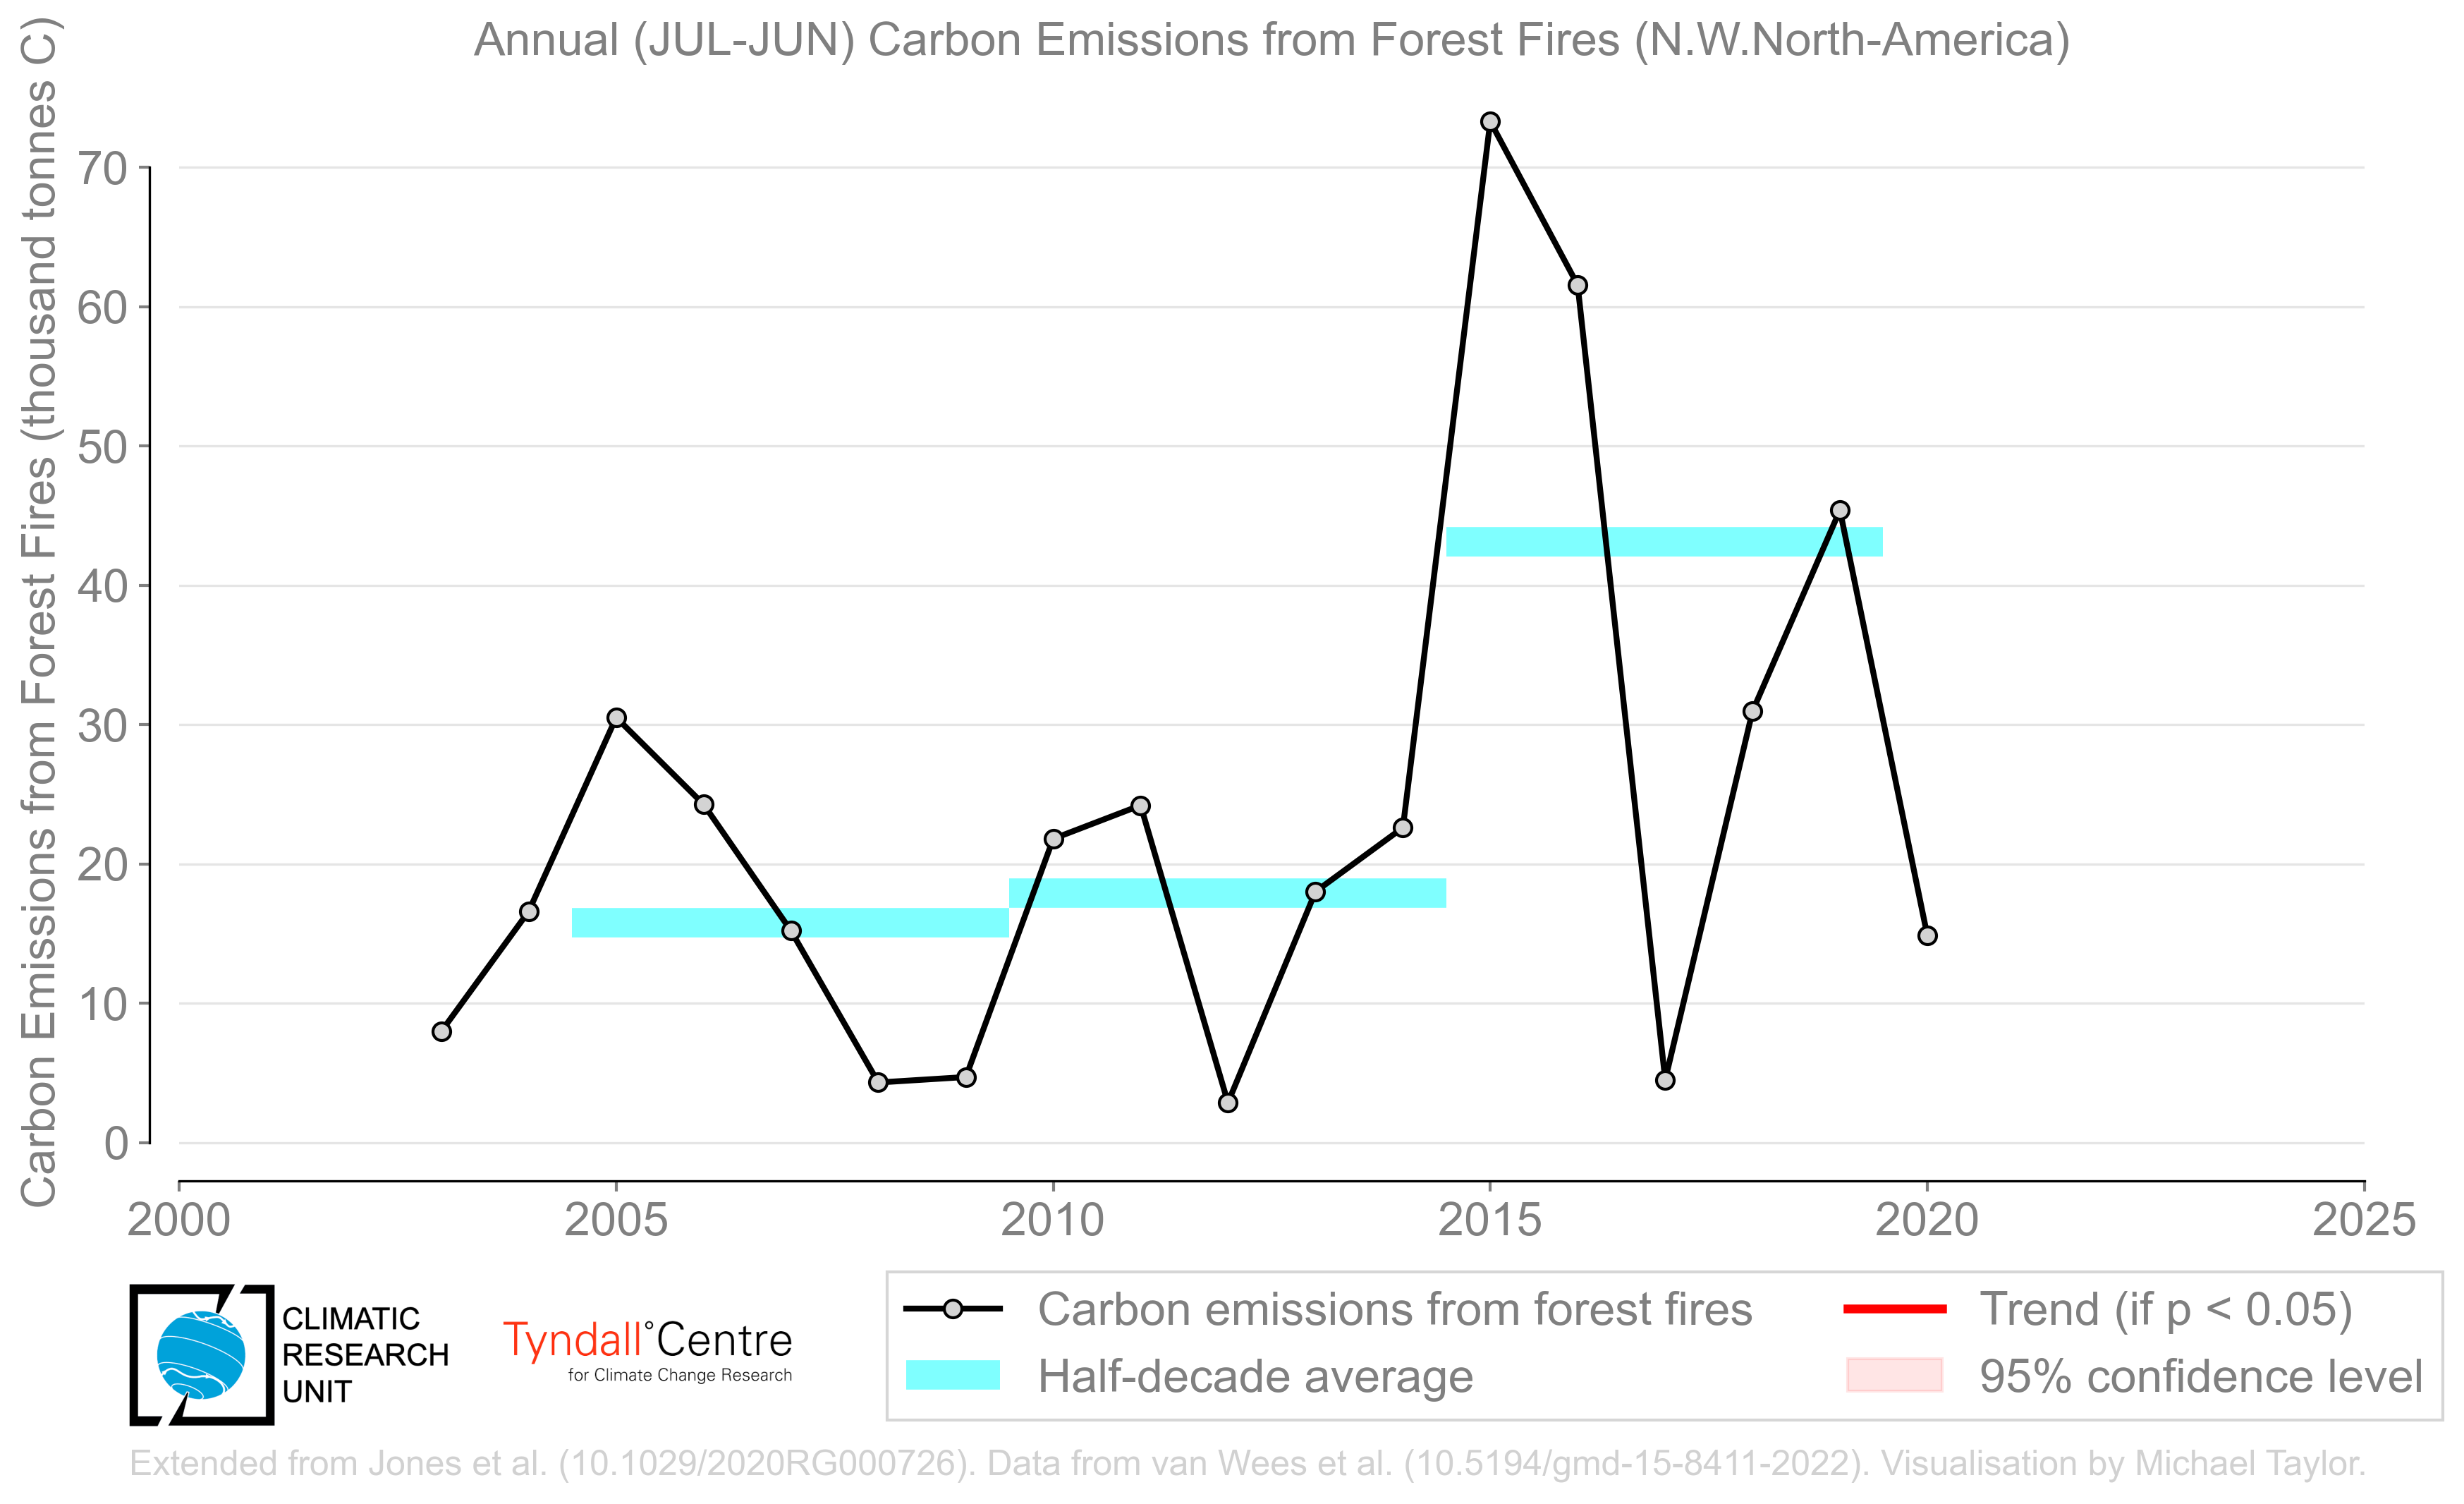 Annual (JUL-JUN) Carbon Emissions from Forest Fires (N.W.North-America)
Carbon Emissions from Forest Fires (thousand tonnes C)
70
60
50
40
30
20
10
0
2000 2005 2010 2015 2020 2025
CLIMATIC
RESEARCH
UNIT
Tyndall°Centre
for Climate Change Research
Carbon emissions from forest fires
Half-decade average
Trend (if p < 0.05)
95% confidence level
Extended from Jones et al. (10.1029/2020RG000726). Data from van Wees et al. (10.5194/gmd-15-8411-2022). Visualisation by Michael Taylor.